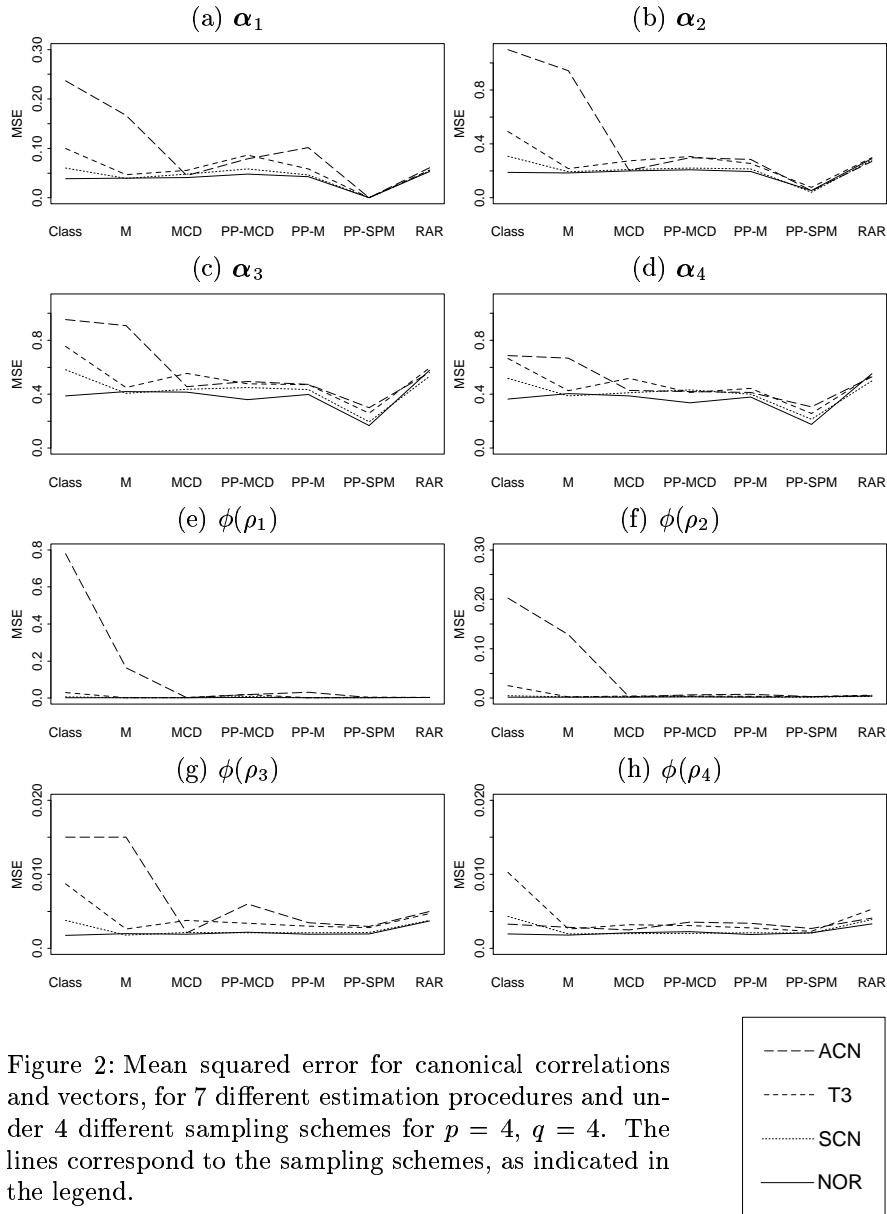 (a) α₁
(b) α₂
MSE
0.0 0.10 0.20 0.30
Class M MCD PP-MCD PP-M PP-SPM RAR
MSE
0.0 0.4 0.8
Class M MCD PP-MCD PP-M PP-SPM RAR
(c) α₃
(d) α₄
MSE
0.0 0.4 0.8
Class M MCD PP-MCD PP-M PP-SPM RAR
MSE
0.0 0.4 0.8
Class M MCD PP-MCD PP-M PP-SPM RAR
(e) ϕ(ρ₁)
(f) ϕ(ρ₂)
MSE
0.0 0.2 0.4 0.6 0.8
Class M MCD PP-MCD PP-M PP-SPM RAR
MSE
0.0 0.10 0.20 0.30
Class M MCD PP-MCD PP-M PP-SPM RAR
(g) ϕ(ρ₃)
(h) ϕ(ρ₄)
MSE
0.0 0.010 0.020
Class M MCD PP-MCD PP-M PP-SPM RAR
MSE
0.0 0.010 0.020
Class M MCD PP-MCD PP-M PP-SPM RAR
Figure 2: Mean squared error for canonical correlations
and vectors, for 7 different estimation procedures and un-
der 4 different sampling schemes for p = 4, q = 4. The
lines correspond to the sampling schemes, as indicated in
the legend.
ACN
T3
SCN
NOR